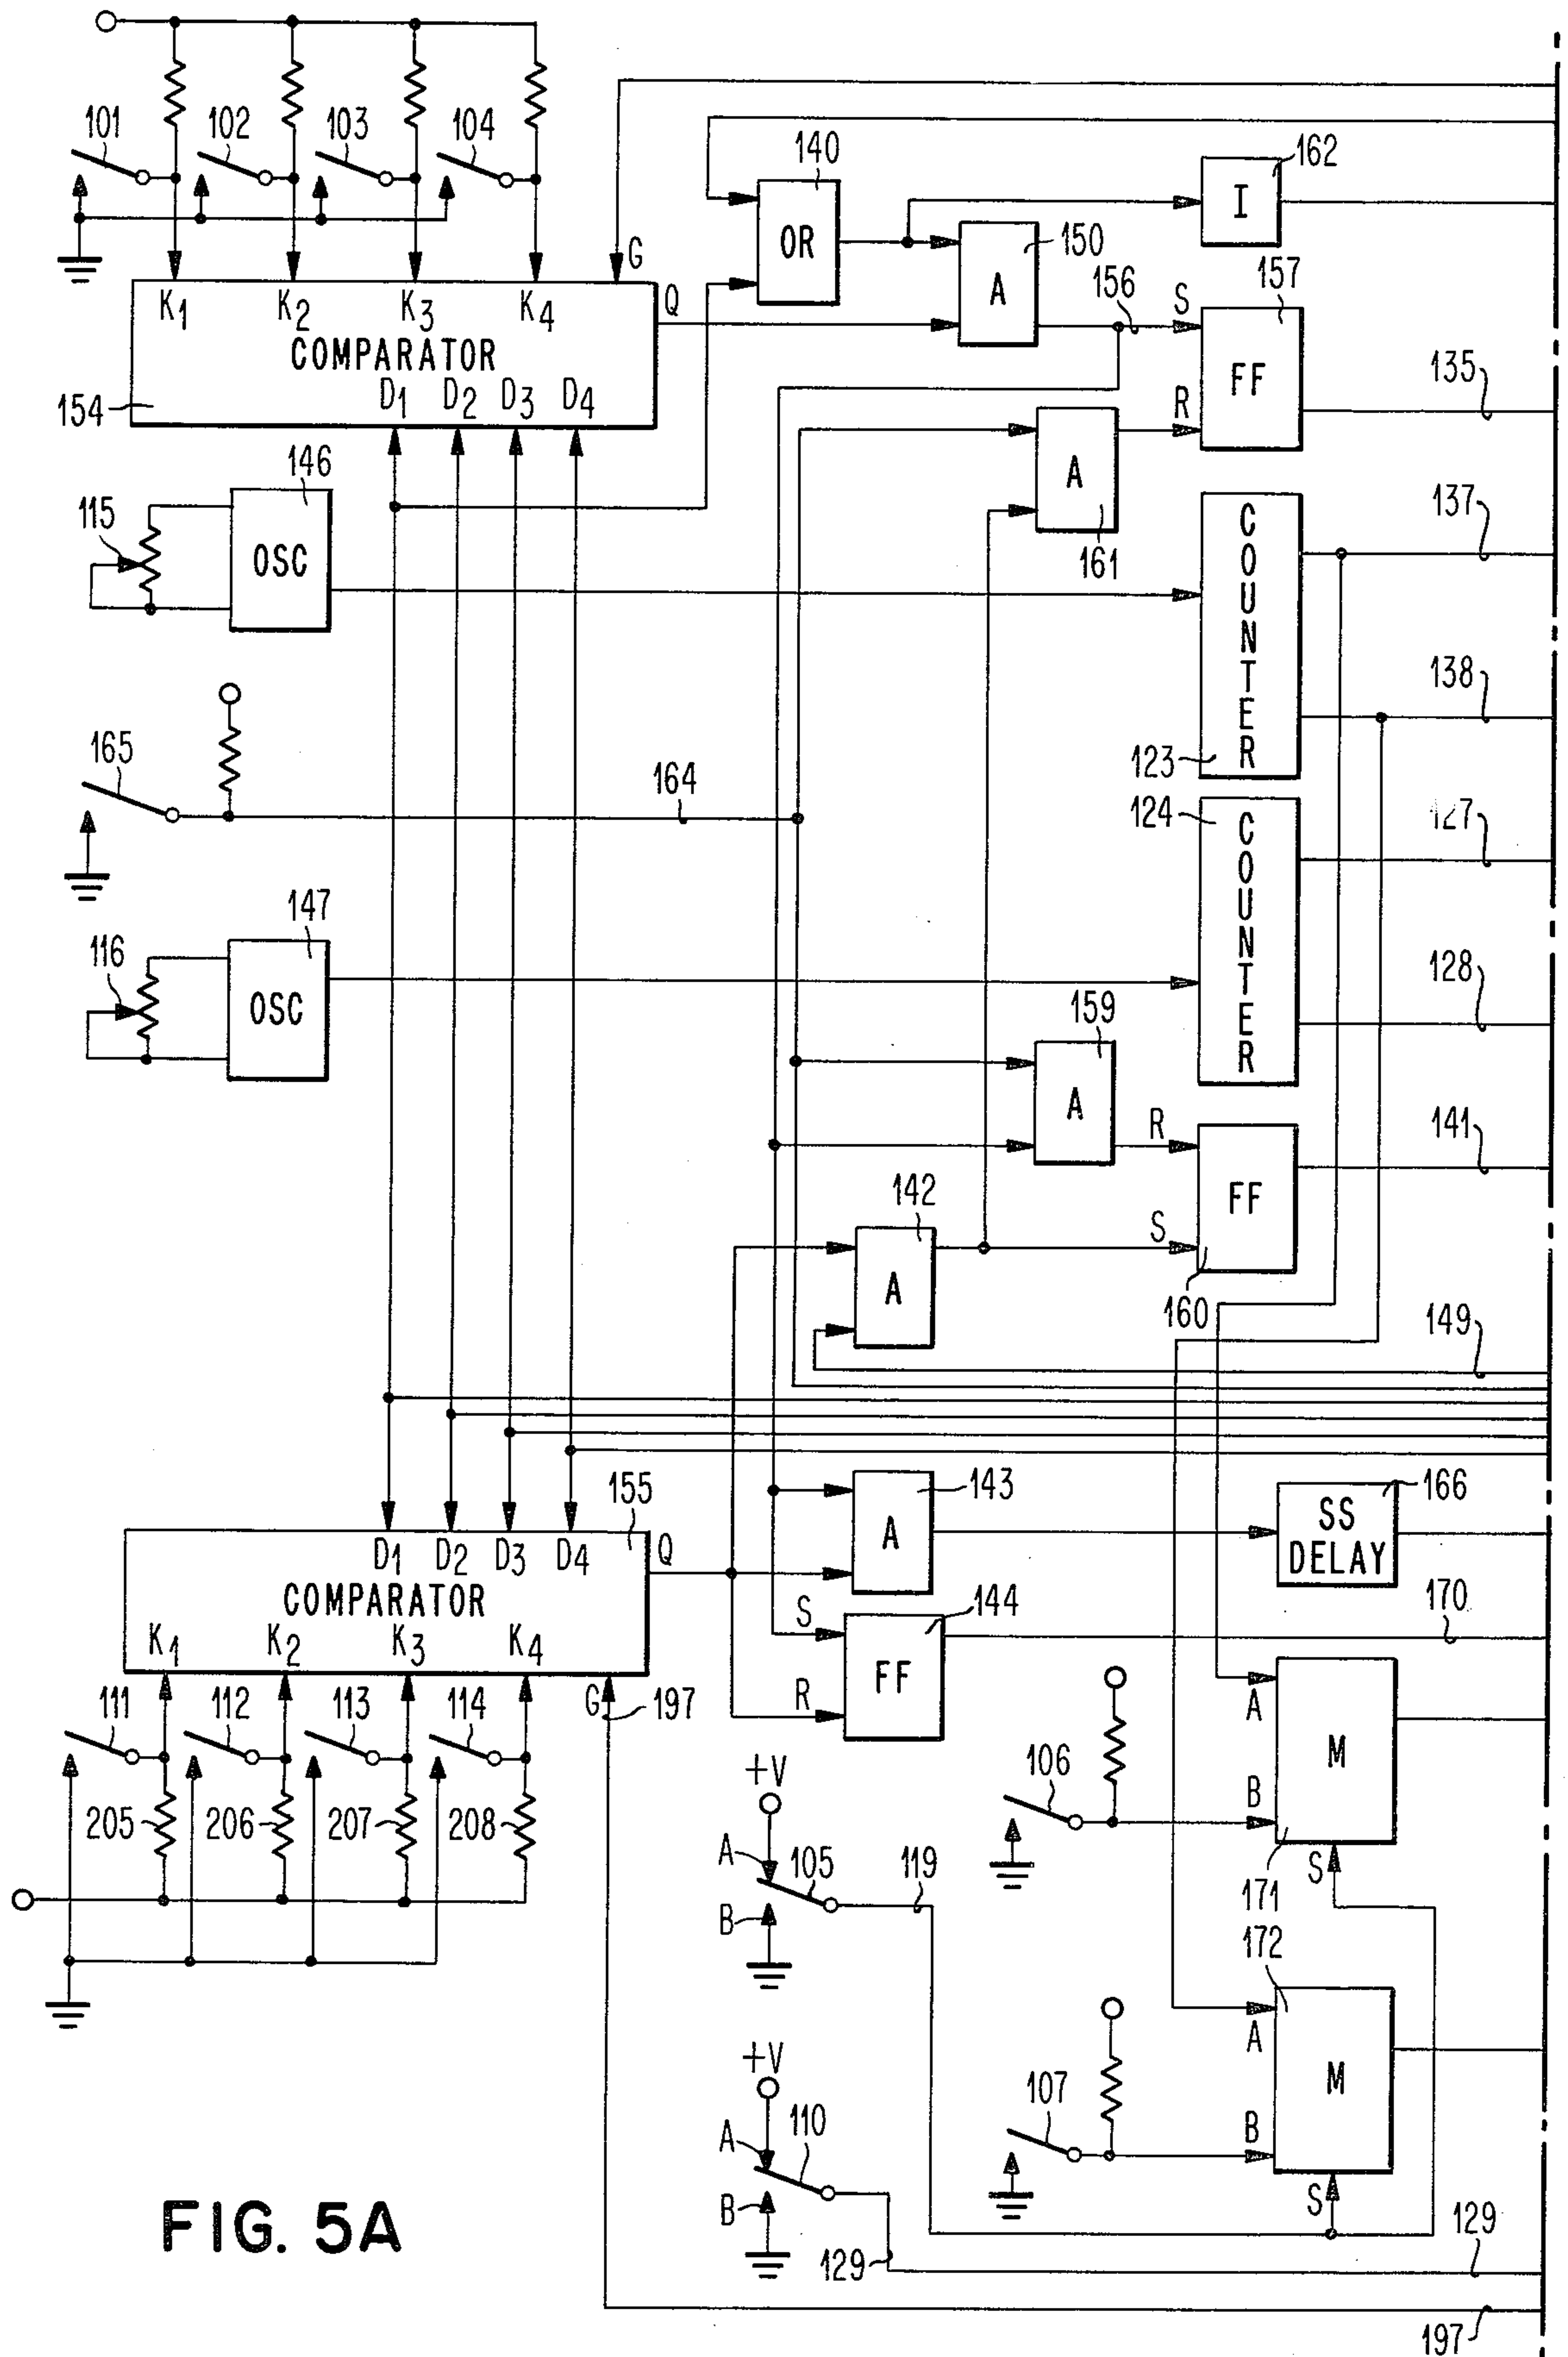 101
102
103
104
140
162
I
G
OR
150
A
156
S
157
K1 K2 K3 K4
Q
COMPARATOR
D1 D2 D3 D4
154
FF
135
R
A
161
146
115
OSC
137
COUNTER
123
138
165
164
124
COUNTER
127
147
116
OSC
128
159
A
R
141
142
A
S
FF
160
149
155
D1 D2 D3 D4
Q
COMPARATOR
K1 K2 K3 K4
G
197
143
A
166
SS
DELAY
S
144
170
R
FF
111
112
113
114
205
206
207
208
A
M
B
S
171
106
+V
A
105
B
119
172
A
M
B
S
107
+V
A
110
B
129
129
197
FIG. 5A